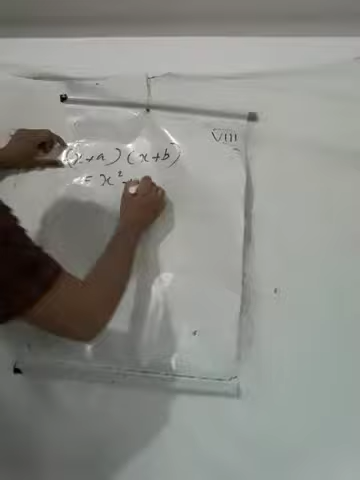 VIII
(x+a) (x+b)
= x² +